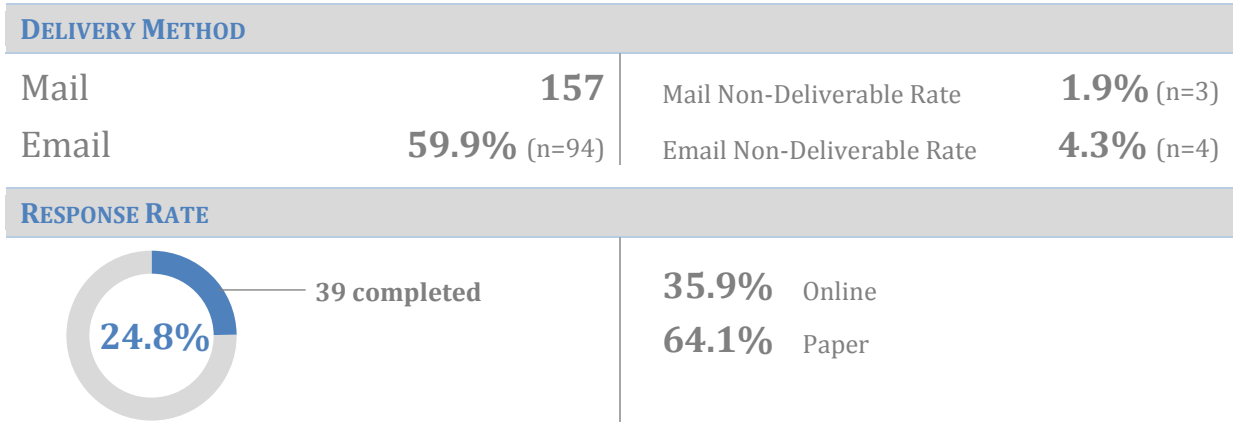 DELIVERY METHOD
Mail 157
Email 59.9% (n=94)
Mail Non-Deliverable Rate 1.9% (n=3)
Email Non-Deliverable Rate 4.3% (n=4)
RESPONSE RATE
24.8%
39 completed
35.9% Online
64.1% Paper